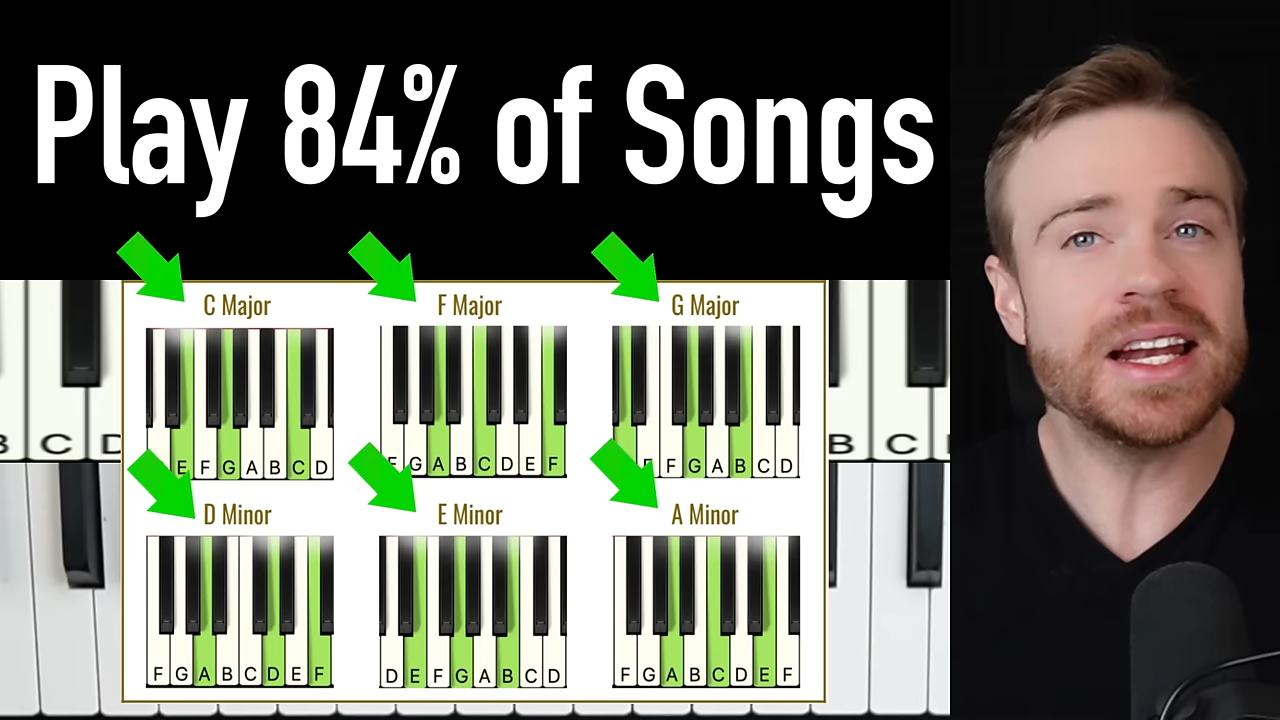 Play 84% of Songs
C Major
F Major
G Major
E F G A B C D
G A B C D E F
F G A B C D
B C D
B C
D Minor
E Minor
A Minor
F G A B C D E F
D E F G A B C D
F G A B C D E F